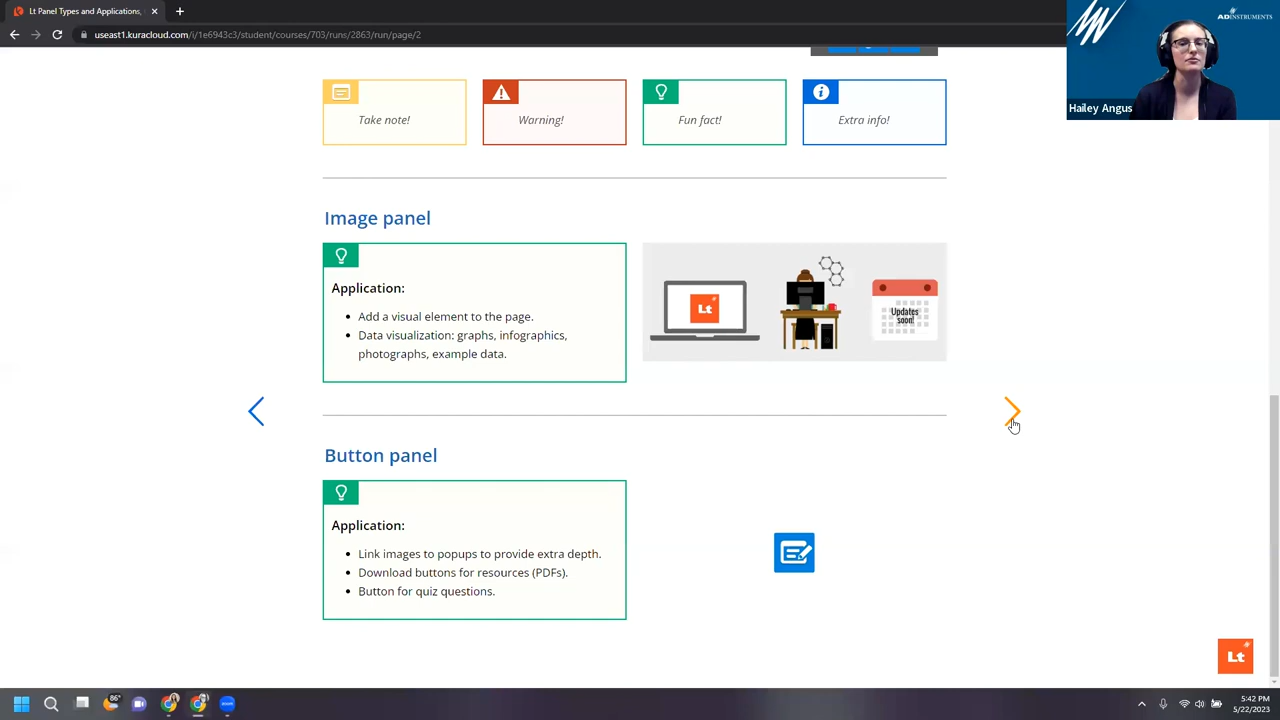 Lt Panel Types and Applications,
useast1.kuracloud.com/i/1e6943c3/student/courses/703/runs/2863/run/page/2
ADINSTRUMENTS
Hailey Angus
Take note!
Warning!
Fun fact!
Extra info!
Image panel
Application:
• Add a visual element to the page.
• Data visualization: graphs, infographics,
photographs, example data.
Lt
Updates
soon!
Button panel
Application:
• Link images to popups to provide extra depth.
• Download buttons for resources (PDFs).
• Button for quiz questions.
Lt
86°
zoom
5:42 PM
5/22/2023